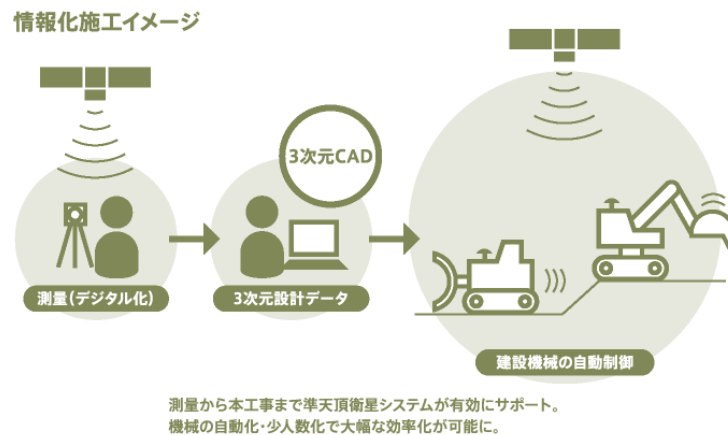 情報化施工イメージ
3次元CAD
測量(デジタル化)
3次元設計データ
建設機械の自動制御
測量から本工事まで準天頂衛星システムが有効にサポート。
機械の自動化・少人数化で大幅な効率化が可能に。